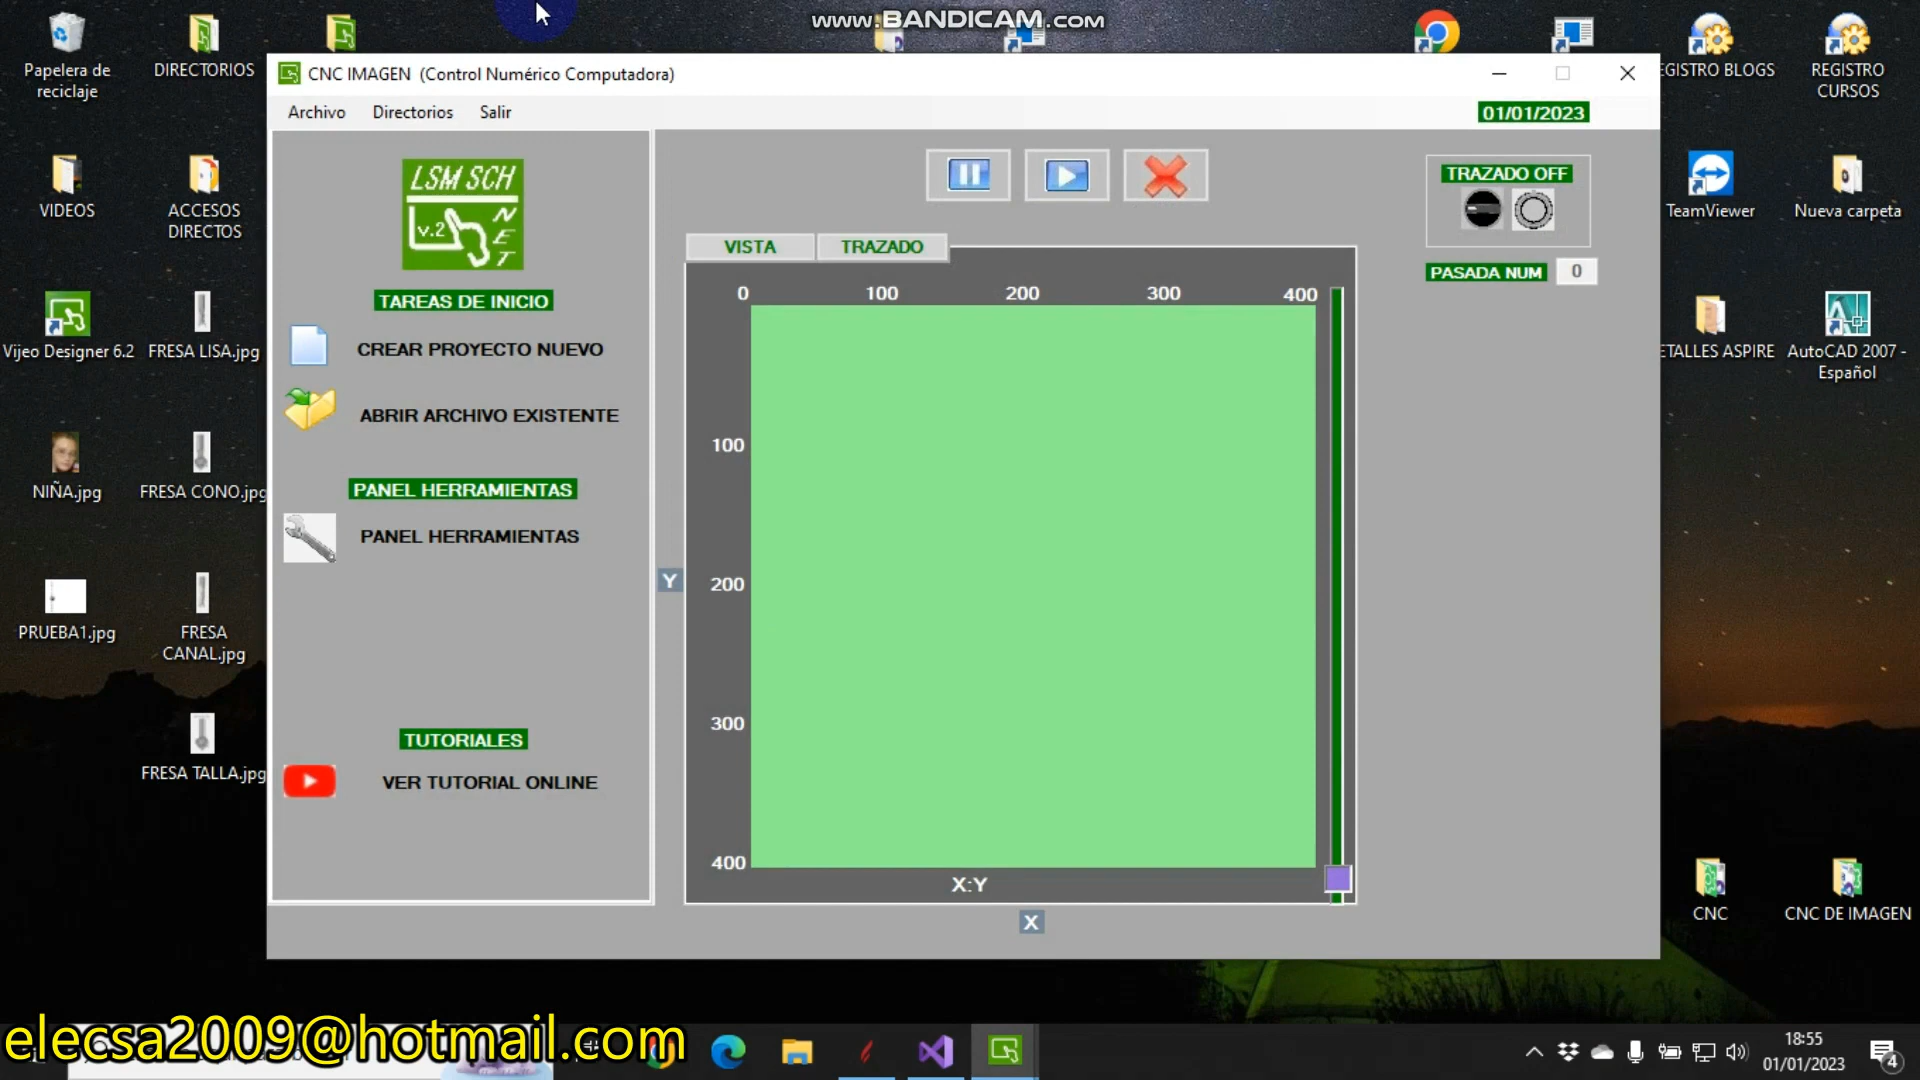 www.BANDICAM.com
Papelera de
reciclaje
DIRECTORIOS
CNC IMAGEN (Control Numérico Computadora)
Archivo
Directorios
Salir
01/01/2023
LSM SCH
v.2
NET
TAREAS DE INICIO
CREAR PROYECTO NUEVO
ABRIR ARCHIVO EXISTENTE
PANEL HERRAMIENTAS
PANEL HERRAMIENTAS
TUTORIALES
VER TUTORIAL ONLINE
TRAZADO OFF
PASADA NUM
0
VISTA
TRAZADO
0
100
200
300
400
100
200
300
400
Y
X:Y
X
VIDEOS
ACCESOS
DIRECTOS
Vijeo Designer 6.2
FRESA LISA.jpg
NIÑA.jpg
FRESA CONO.jpg
PRUEBA1.jpg
FRESA
CANAL.jpg
FRESA TALLA.jpg
EGISTRO BLOGS
REGISTRO
CURSOS
TeamViewer
Nueva carpeta
ETALLES ASPIRE
AutoCAD 2007 -
Español
CNC
CNC DE IMAGEN
elecsa2009@hotmail.com
18:55
01/01/2023
4